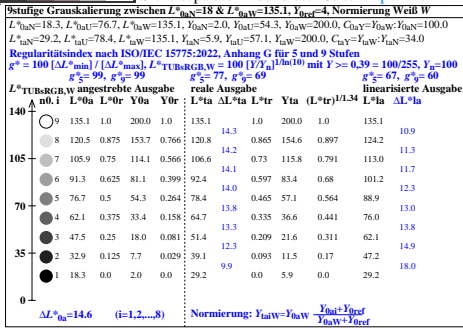 9stufige Grauskalierung zwischen L*0aN=18 & L*0aW=135.1, Y0ref=4, Normierung Weiß W
L*0aN=18.3, L*0aU=76.7, L*0aW=135.1, Y0aN=2.0, Y0aU=54.3, Y0aW=200.0, C0aY=Y0aW:Y0aN=100.0
L*taN=29.2, L*taU=78.4, L*taW=135.1, YtaN=5.9, YtaU=57.1, YtaW=200.0, CtaY=YtaW:YtaN=34.0
Regularitätsindex nach ISO/IEC 15775:2022, Anhang G für 5 und 9 Stufen
g* = 100 [ΔL*min] / [ΔL*max], L*TUBsRGB,w = 100 [Y/Yn]1/ln(10) mit Y >= 0,39 = 100/255, Yn=100
g*5= 99, g*9= 99 g*5= 77, g*9= 69 g*5= 67, g*9= 60
L*TUBsRGB,W angestrebte Ausgabe reale Ausgabe linearisierte Ausgabe
n0. i L*0a L*0r Y0a Y0r L*ta ΔL*ta L*tr Yta (L*tr)1/1.34 L*la ΔL*la
140
9 135.1 1.0 200.0 1.0 135.1 1.0 200.0 1.0 135.1
14.3 10.9
8 120.5 0.875 153.7 0.766 120.8 0.865 154.6 0.897 124.2
14.2 11.3
105
7 105.9 0.75 114.1 0.566 106.6 0.73 115.8 0.791 113.0
14.1 11.7
6 91.3 0.625 81.1 0.399 92.4 0.597 83.4 0.68 101.2
14.0 12.3
5 76.7 0.5 54.3 0.264 78.4 0.465 57.1 0.564 88.9
70
13.8 13.0
4 62.1 0.375 33.4 0.158 64.7 0.335 36.6 0.441 76.0
13.3 13.8
3 47.5 0.25 18.0 0.081 51.4 0.209 21.6 0.311 62.1
12.3 14.9
35
2 32.9 0.125 7.7 0.029 39.1 0.093 11.5 0.17 47.2
9.9 18.0
1 18.3 0.0 2.0 0.0 29.2 0.0 5.9 0.0 29.2
0
ΔL*0a=14.6 (i=1,2,...,8) Normierung: YtaiW=Y0aW Y0ai+Y0ref
Y0aW+Y0ref